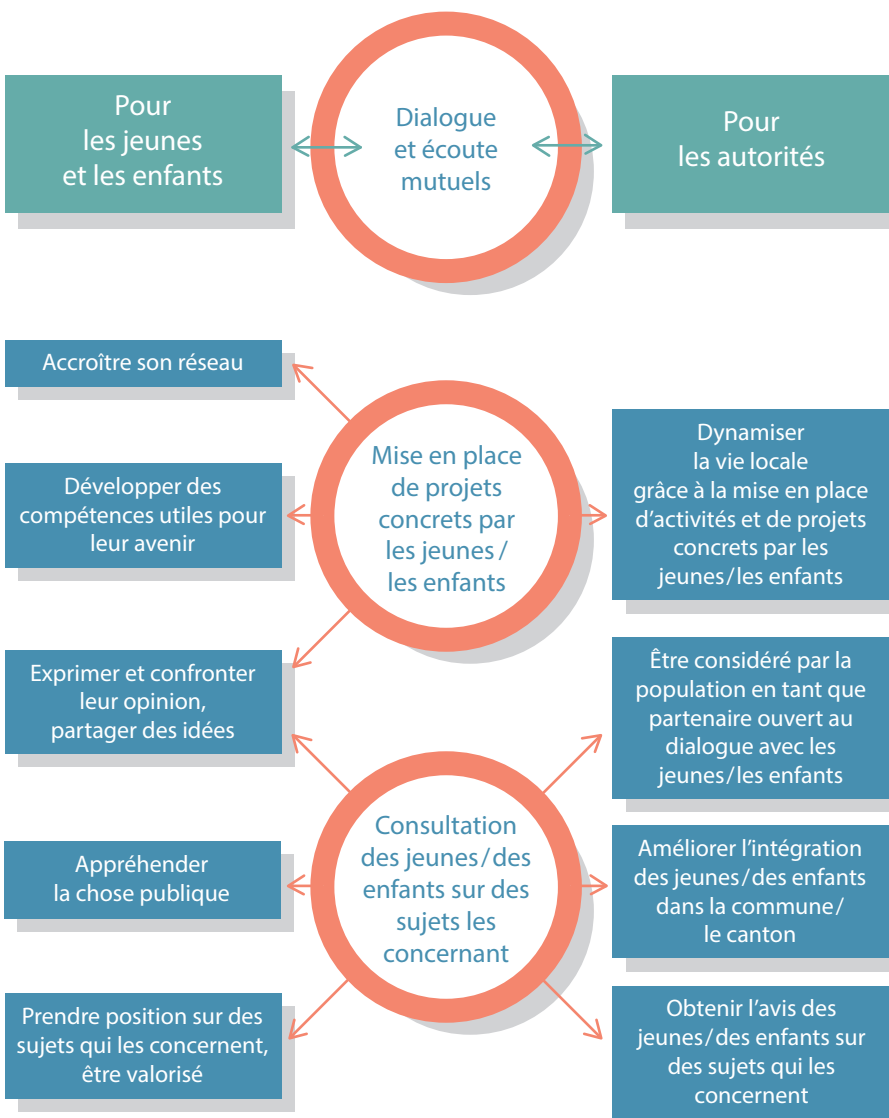 Pour
les jeunes
et les enfants
Dialogue
et écoute
mutuels
Pour
les autorités
Accroître son réseau
Développer des
compétences utiles pour
leur avenir
Exprimer et confronter
leur opinion,
partager des idées
Mise en place
de projets
concrets par
les jeunes /
les enfants
Dynamiser
la vie locale
grâce à la mise en place
d’activités et de projets
concrets par les
jeunes / les enfants
Être considéré par la
population en tant que
partenaire ouvert au
dialogue avec les
jeunes / les enfants
Appréhender
la chose publique
Prendre position sur des
sujets qui les concernent,
être valorisé
Consultation
des jeunes / des
enfants sur des
sujets les
concernant
Améliorer l’intégration
des jeunes / des enfants
dans la commune /
le canton
Obtenir l’avis des
jeunes / des enfants sur
des sujets qui les
concernent